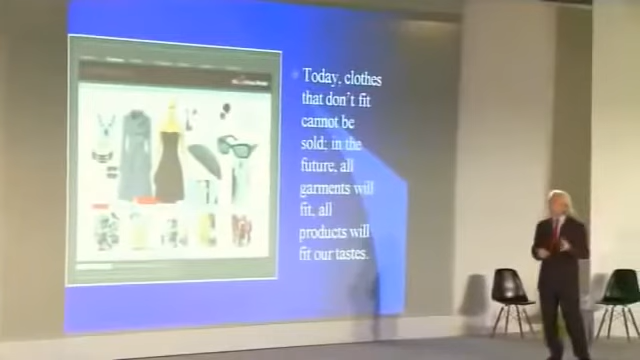 Today, clothes
that don't fit
cannot be
sold; in the
future, all
garments will
fit, all
products will
fit our tastes.